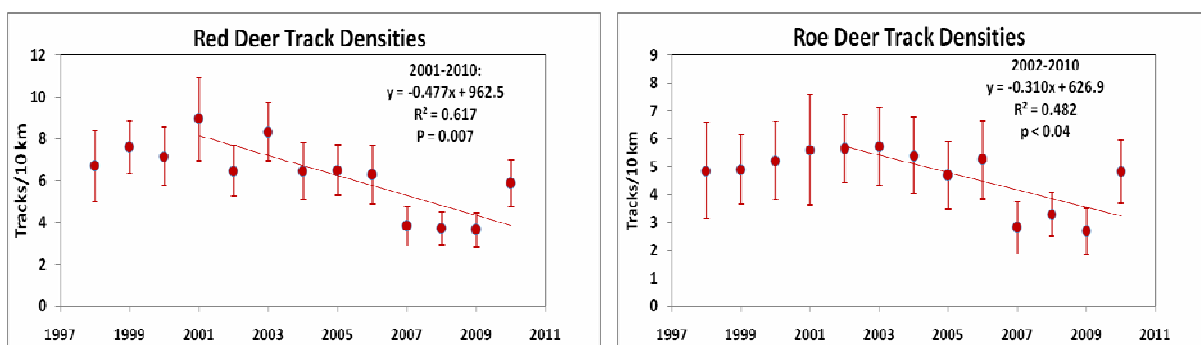 Red Deer Track Densities
12
10
8
6
4
2
0
Tracks/10 km
2001-2010:
y = -0.477x + 962.5
R² = 0.617
P = 0.007
1997 1999 2001 2003 2005 2007 2009 2011
Roe Deer Track Densities
9
8
7
6
5
4
3
2
1
0
Tracks/10 km
2002-2010
y = -0.310x + 626.9
R² = 0.482
p < 0.04
1997 1999 2001 2003 2005 2007 2009 2011